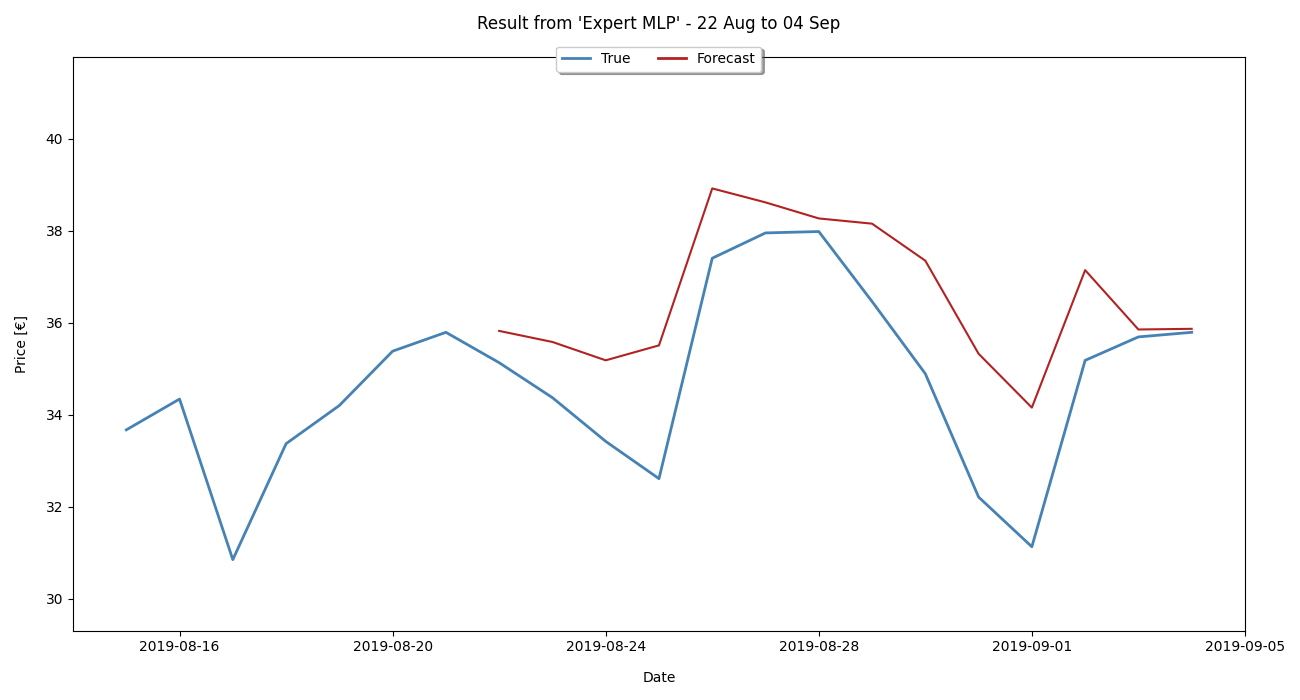 Result from 'Expert MLP' - 22 Aug to 04 Sep
True Forecast
40
38
36
34
32
30
Price [€]
2019-08-16 2019-08-20 2019-08-24 2019-08-28 2019-09-01 2019-09-05
Date